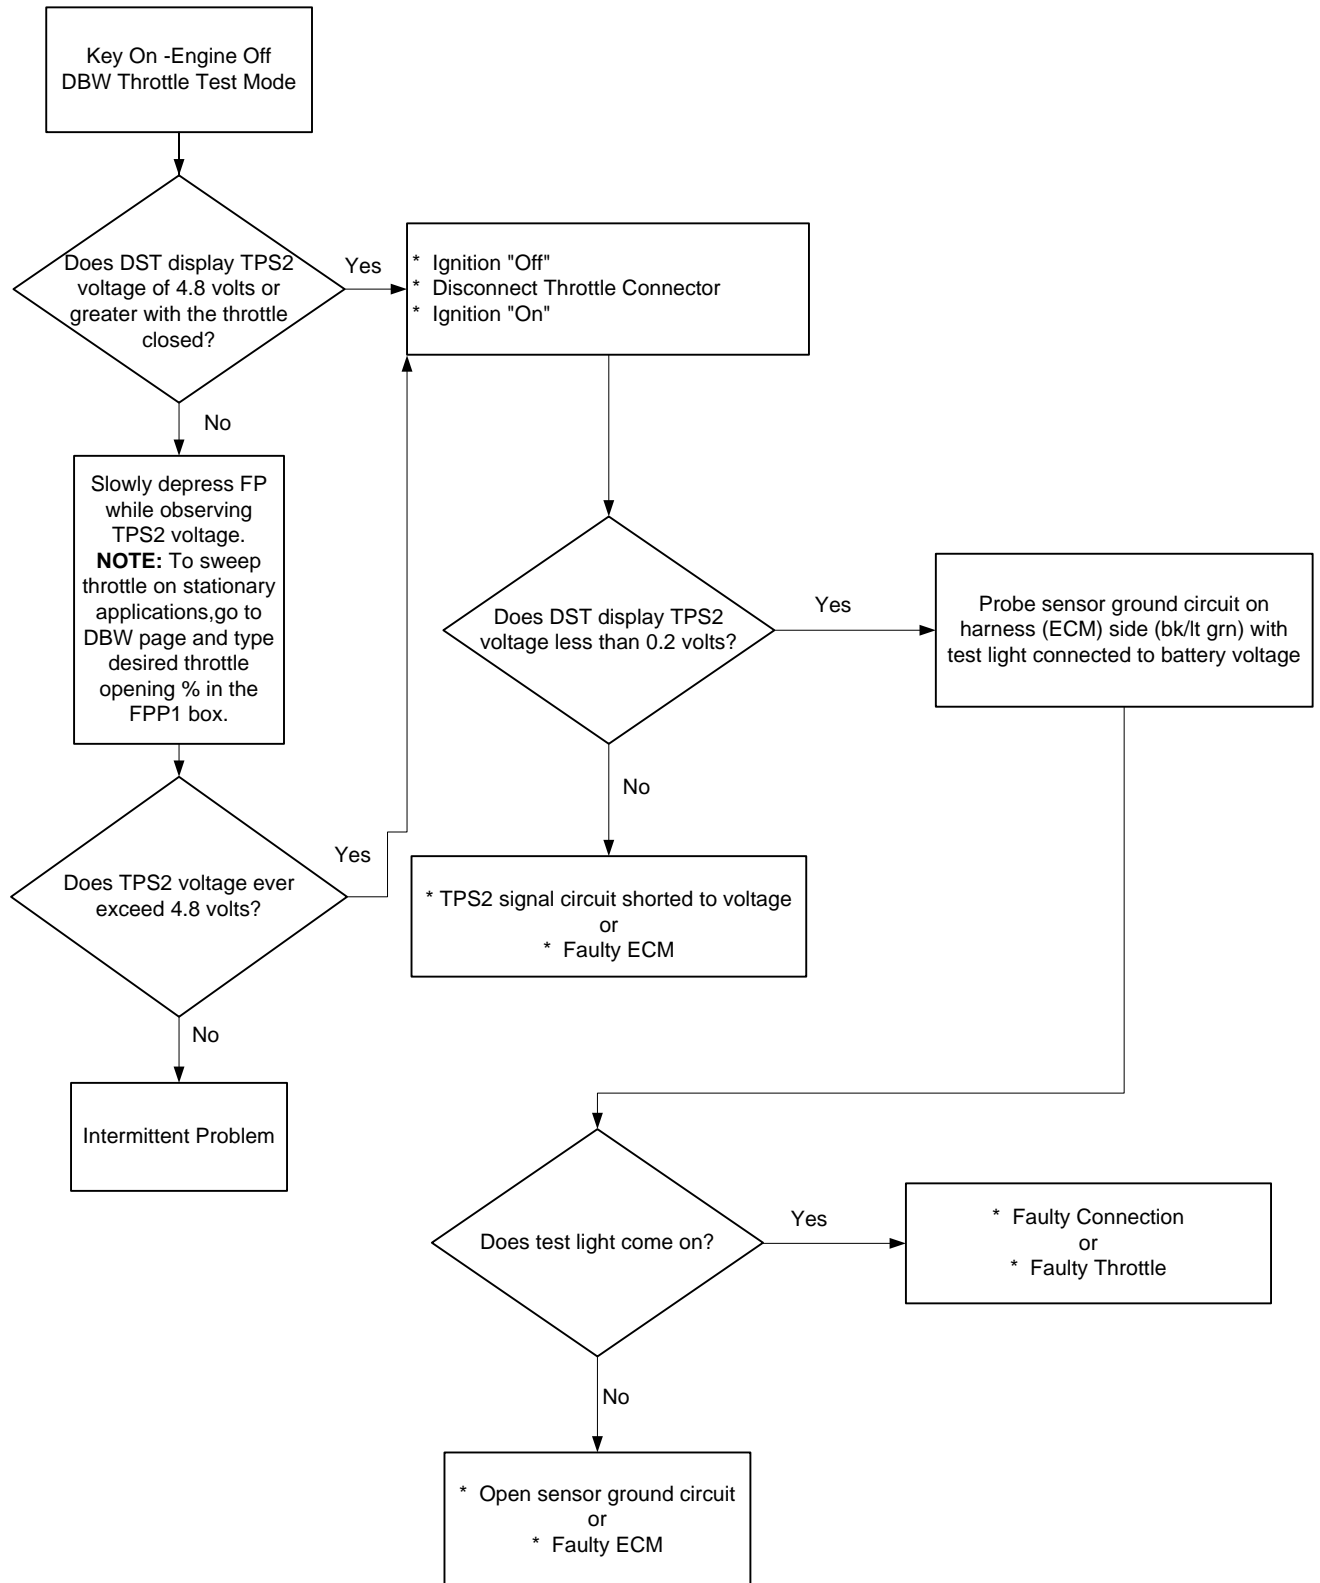 Key On -Engine Off
DBW Throttle Test Mode
Does DST display TPS2
voltage of 4.8 volts or
greater with the throttle
closed?
Yes
* Ignition "Off"
* Disconnect Throttle Connector
* Ignition "On"
No
Slowly depress FP
while observing
TPS2 voltage.
NOTE: To sweep
throttle on stationary
applications,go to
DBW page and type
desired throttle
opening % in the
FPP1 box.
Does DST display TPS2
voltage less than 0.2 volts?
Yes
Probe sensor ground circuit on
harness (ECM) side (bk/lt grn) with
test light connected to battery voltage
No
Does TPS2 voltage ever
exceed 4.8 volts?
Yes
* TPS2 signal circuit shorted to voltage
or
* Faulty ECM
No
Intermittent Problem
Does test light come on?
Yes
* Faulty Connection
or
* Faulty Throttle
No
* Open sensor ground circuit
or
* Faulty ECM